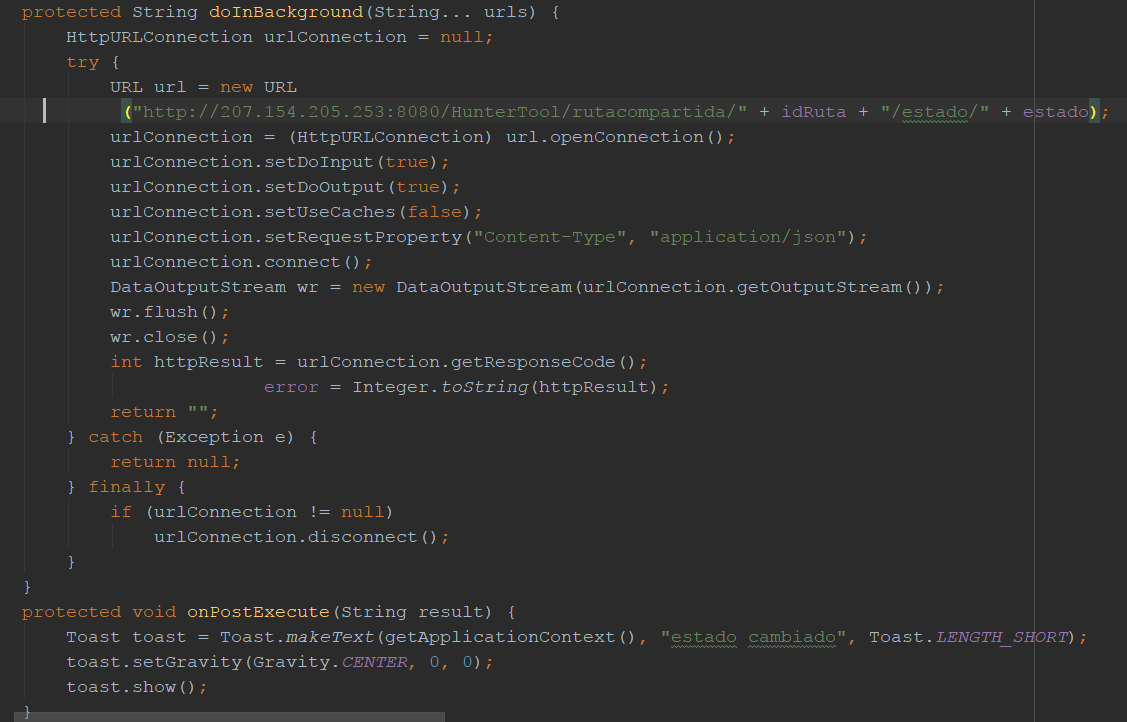 protected String doInBackground(String... urls) {
HttpURLConnection urlConnection = null;
try {
URL url = new URL
("http://207.154.205.253:8080/HunterTool/rutacompartida/" + idRuta + "/estado/" + estado);
urlConnection = (HttpURLConnection) url.openConnection();
urlConnection.setDoInput(true);
urlConnection.setDoOutput(true);
urlConnection.setUseCaches(false);
urlConnection.setRequestProperty("Content-Type", "application/json");
urlConnection.connect();
DataOutputStream wr = new DataOutputStream(urlConnection.getOutputStream());
wr.flush();
wr.close();
int httpResult = urlConnection.getResponseCode();
error = Integer.toString(httpResult);
return "";
} catch (Exception e) {
return null;
} finally {
if (urlConnection != null)
urlConnection.disconnect();
}
}
protected void onPostExecute(String result) {
Toast toast = Toast.makeText(getApplicationContext(), "estado cambiado", Toast.LENGTH_SHORT);
toast.setGravity(Gravity.CENTER, 0, 0);
toast.show();
}